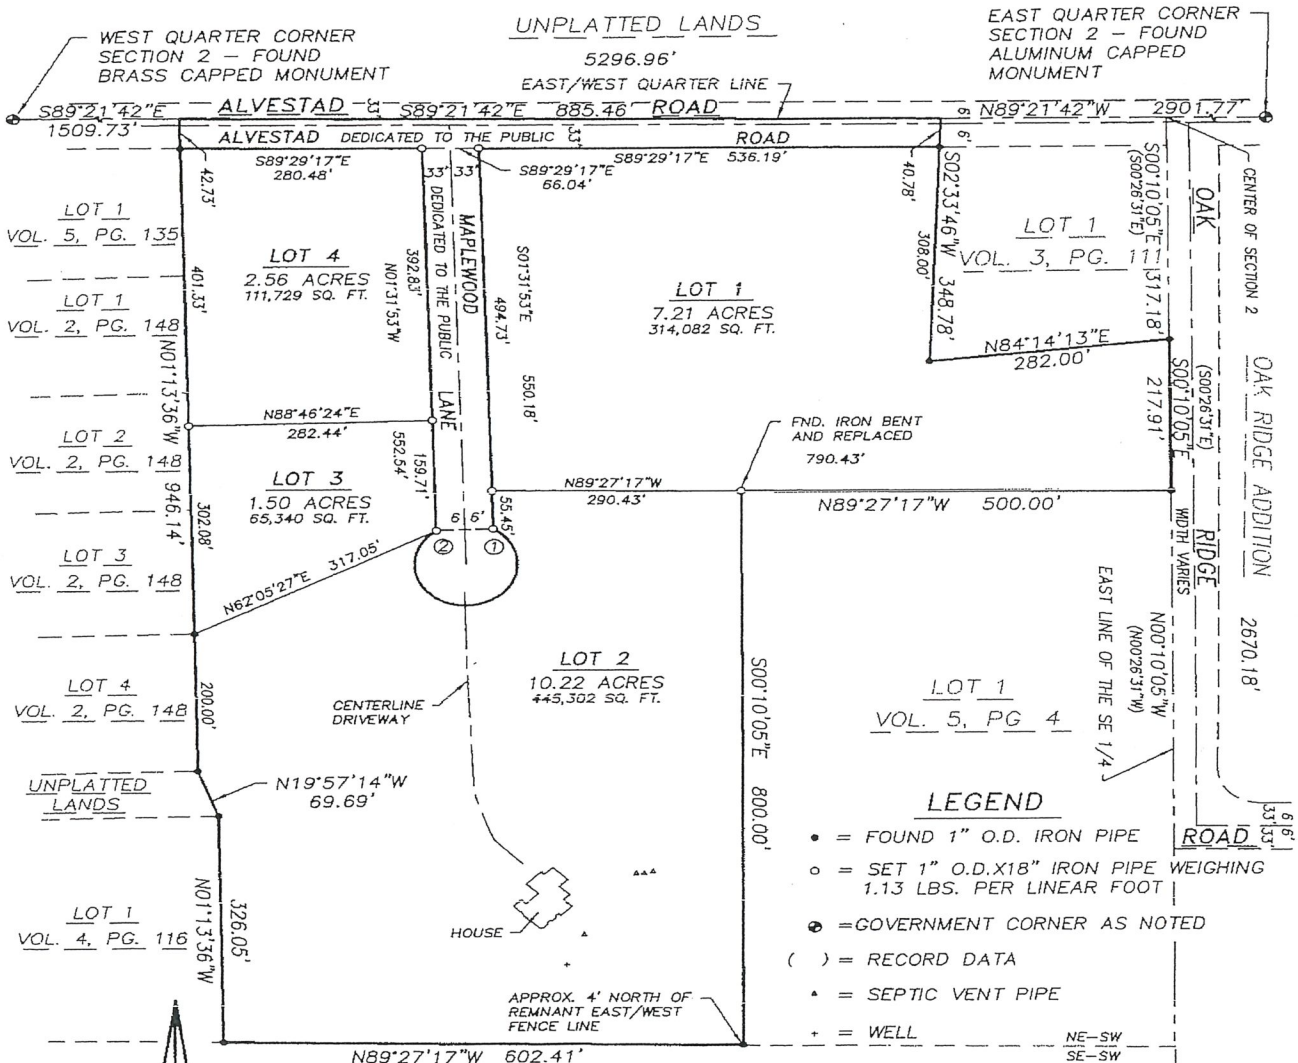 UNPLATTED LANDS
5296.96'
EAST/WEST QUARTER LINE
WEST QUARTER CORNER
SECTION 2 – FOUND
BRASS CAPPED MONUMENT
EAST QUARTER CORNER
SECTION 2 – FOUND
ALUMINUM CAPPED
MONUMENT
S89°21'42"E
1509.73'
ALVESTAD
33'
S89°21'42"E 885.46
ROAD
6 6'
N89°21'42"W 2901.77'
ALVESTAD DEDICATED TO THE PUBLIC
33'
ROAD
S89°29'17"E
280.48'
33' 33'
S89°29'17"E
66.04'
S89°29'17"E 536.19'
42.73'
40.78'
LOT 1
VOL. 5, PG. 135
LOT 1
VOL. 2, PG. 148
LOT 2
VOL. 2, PG. 148
LOT 3
VOL. 2, PG. 148
LOT 4
VOL. 2, PG. 148
UNPLATTED
LANDS
LOT 1
VOL. 4, PG. 116
401.33'
N01°13'36"W 946.14'
302.08'
200.00'
N19°57'14"W
69.69'
326.05'
N01°13'36"W
LOT 4
2.56 ACRES
111,729 SQ. FT.
392.83'
N01°31'53"W
DEDICATED TO THE PUBLIC
MAPLEWOOD
LANE
S01°31'53"E
494.73'
550.18'
N88°46'24"E
282.44'
LOT 3
1.50 ACRES
65,340 SQ. FT.
159.71'
552.54'
6 6'
55.45'
② ①
N62°05'27"E 317.05'
LOT 1
7.21 ACRES
314,082 SQ. FT.
S02°33'46"W 348.78'
308.00'
LOT 1
VOL. 3, PG. 111
N84°14'13"E
282.00'
S00°10'05"E 317.18'
(S00°26'31"E)
CENTER OF SECTION 2
S00°10'05"E
217.91'
(S00°26'31"E)
OAK
RIDGE
ROAD
OAK RIDGE ADDITION
2670.18'
WIDTH VARIES
FND. IRON BENT
AND REPLACED
790.43'
N89°27'17"W
290.43'
N89°27'17"W 500.00'
LOT 2
10.22 ACRES
445,302 SQ. FT.
CENTERLINE
DRIVEWAY
HOUSE
S00°10'05"E 800.00'
LOT 1
VOL. 5, PG 4
EAST LINE OF THE SE 1/4
N00°10'05"W
(N00°26'31"W)
6 6'
33' 33'
APPROX. 4' NORTH OF
REMNANT EAST/WEST
FENCE LINE
N89°27'17"W 602.41'
LEGEND
• = FOUND 1" O.D. IRON PIPE
o = SET 1" O.D.X18" IRON PIPE WEIGHING
1.13 LBS. PER LINEAR FOOT
=GOVERNMENT CORNER AS NOTED
( ) = RECORD DATA
▲ = SEPTIC VENT PIPE
+ = WELL
NE–SW
SE–SW